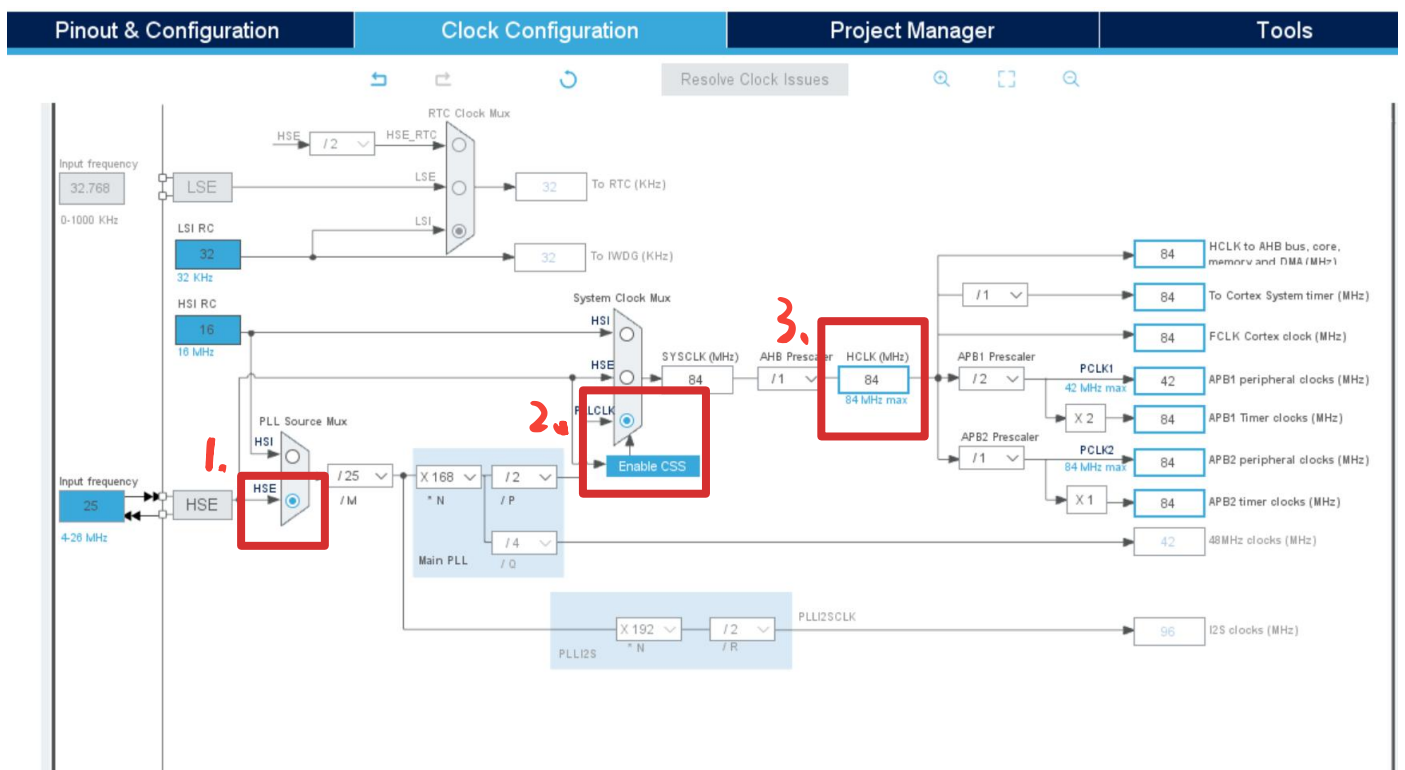 Pinout & Configuration
Clock Configuration
Project Manager
Tools
Resolve Clock Issues
RTC Clock Mux
HSE
/ 2
HSE_RTC
Input frequency
32.768
LSE
LSE
32
To RTC (KHz)
0-1000 KHz
LSI RC
LSI
32
32 KHz
32
To IWDG (KHz)
HSI RC
16
16 MHz
System Clock Mux
HSI
HSE
PLLCLK
Enable CSS
SYSCLK (MHz)
84
AHB Prescaler
/ 1
3.
HCLK (MHz)
84
84 MHz max
84
HCLK to AHB bus, core,
memory and DMA (MHz)
/ 1
84
To Cortex System timer (MHz)
84
FCLK Cortex clock (MHz)
APB1 Prescaler
/ 2
PCLK1
42 MHz max
42
APB1 peripheral clocks (MHz)
X 2
84
APB1 Timer clocks (MHz)
APB2 Prescaler
/ 1
PCLK2
84 MHz max
84
APB2 peripheral clocks (MHz)
X 1
84
APB2 timer clocks (MHz)
2.
PLL Source Mux
HSI
1.
HSE
Input frequency
25
4-26 MHz
HSE
/ 25
/ M
X 168
* N
/ 2
/ P
/ 4
/ Q
Main PLL
42
48MHz clocks (MHz)
X 192
* N
/ 2
/ R
PLLI2S
PLLI2SCLK
96
I2S clocks (MHz)